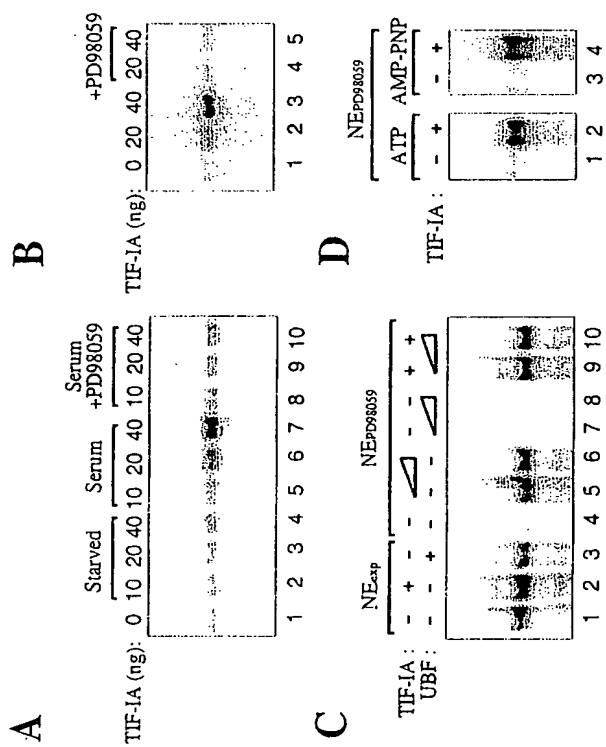 A
Starved Serum Serum +PD98059
TIF-IA (ng): 0 10 20 40 10 20 40 10 20 40
1 2 3 4 5 6 7 8 9 10
B
+PD98059
TIF-IA (ng): 0 20 40 20 40
1 2 3 4 5
C
NEexp NEPD98059
TIF-IA : - + - - - - + +
UBF : - - + - - - - -
1 2 3 4 5 6 7 8 9 10
D
NEPD98059
ATP AMP-PNP
TIF-IA : - + - +
1 2 3 4